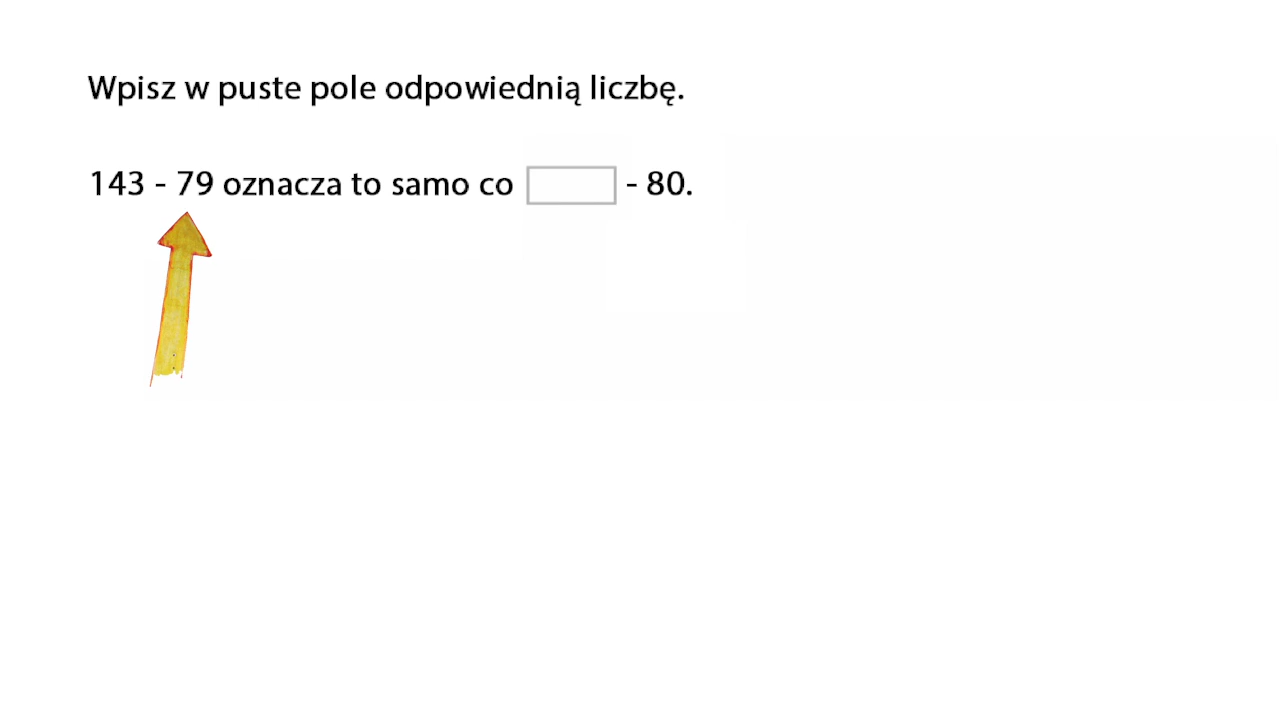 Wpisz w puste pole odpowiednią liczbę.
143 - 79 oznacza to samo co - 80.